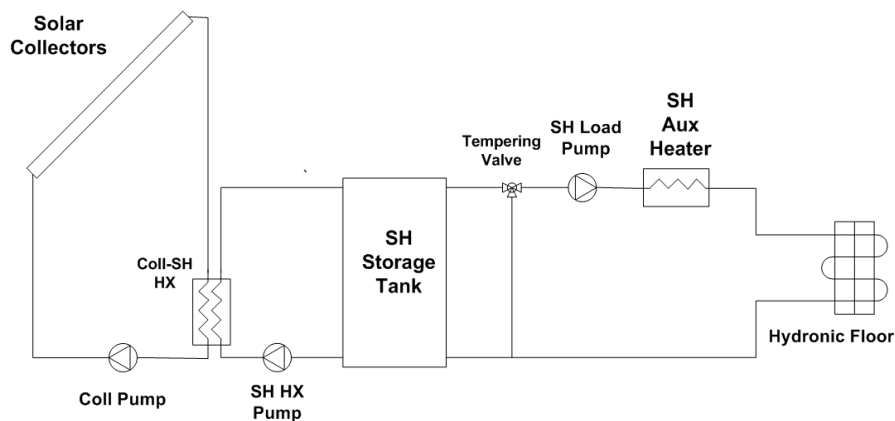 Solar
Collectors
SH
Aux
Heater
SH Load
Pump
Tempering
Valve
SH
Storage
Tank
Coll-SH
HX
Hydronic Floor
Coll Pump
SH HX
Pump